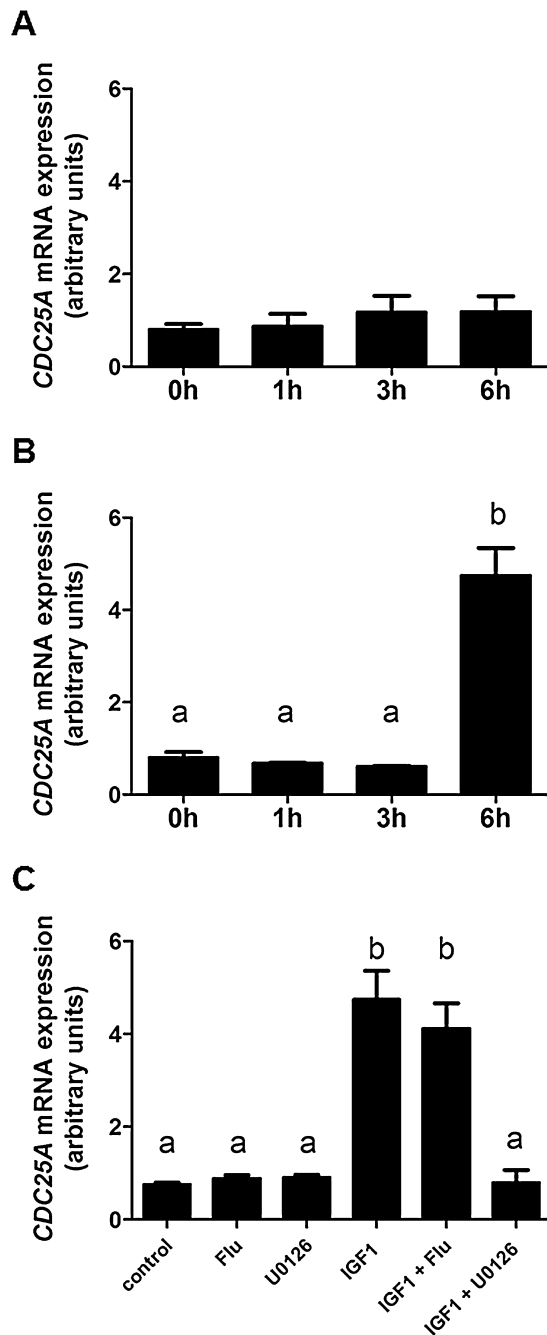 A
CDC25A mRNA expression
(arbitrary units)
6
4
2
0
0h 1h 3h 6h
B
CDC25A mRNA expression
(arbitrary units)
6
4
2
0
a a a b
0h 1h 3h 6h
C
CDC25A mRNA expression
(arbitrary units)
6
4
2
0
a a a b b a
control Flu U0126 IGF1 IGF1 + Flu IGF1 + U0126